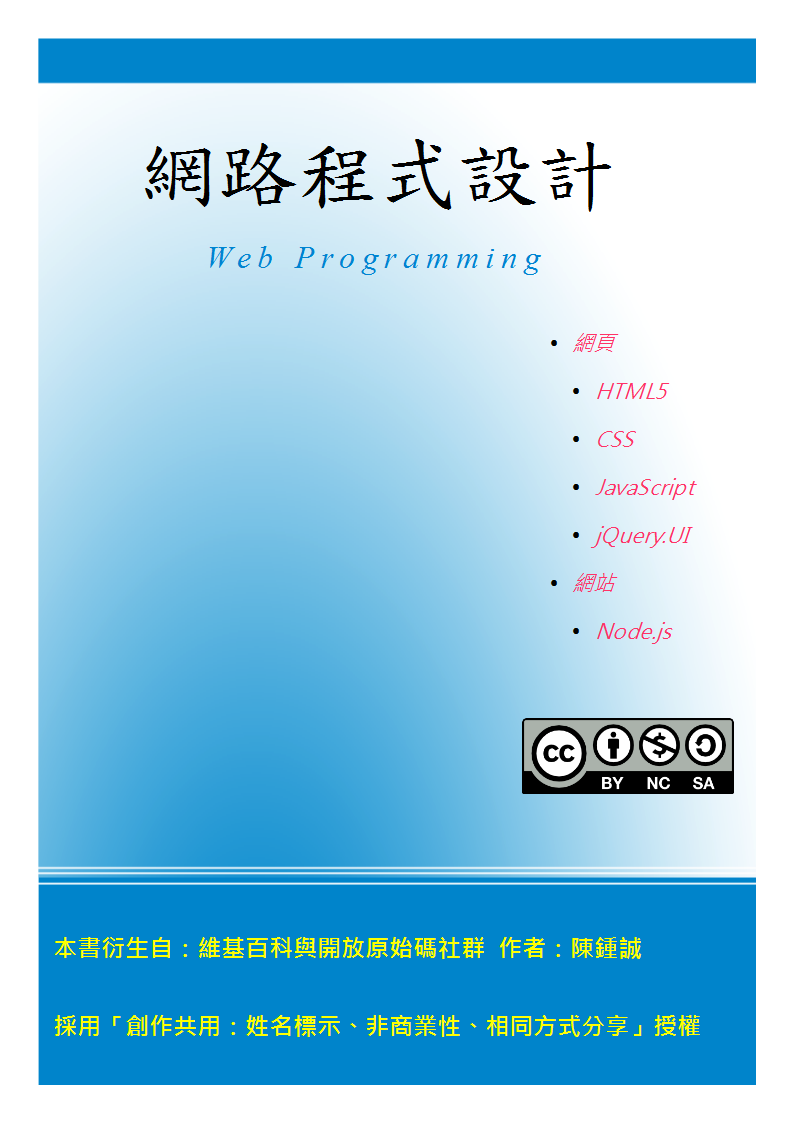 網路程式設計
Web Programming
• 網頁
• HTML5
• CSS
• JavaScript
• jQuery.UI
• 網站
• Node.js
cc
BY NC SA
本書衍生自：維基百科與開放原始碼社群 作者：陳鍾誠
採用「創作共用：姓名標示、非商業性、相同方式分享」授權